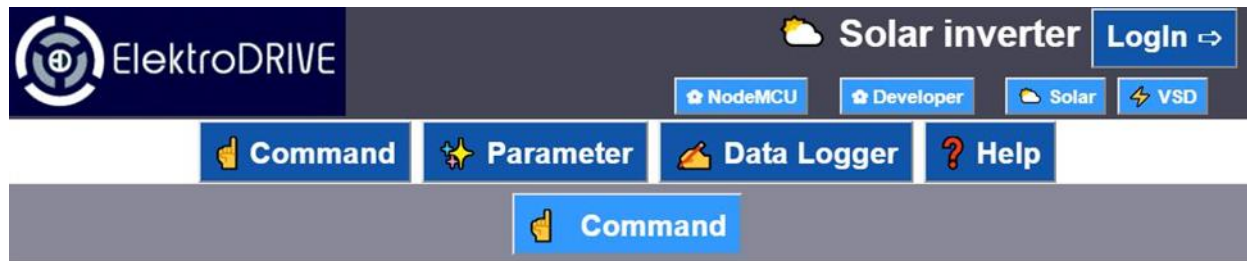 ElektroDRIVE
Solar inverter
LogIn ⇨
NodeMCU Developer Solar VSD
Command Parameter Data Logger Help
Command